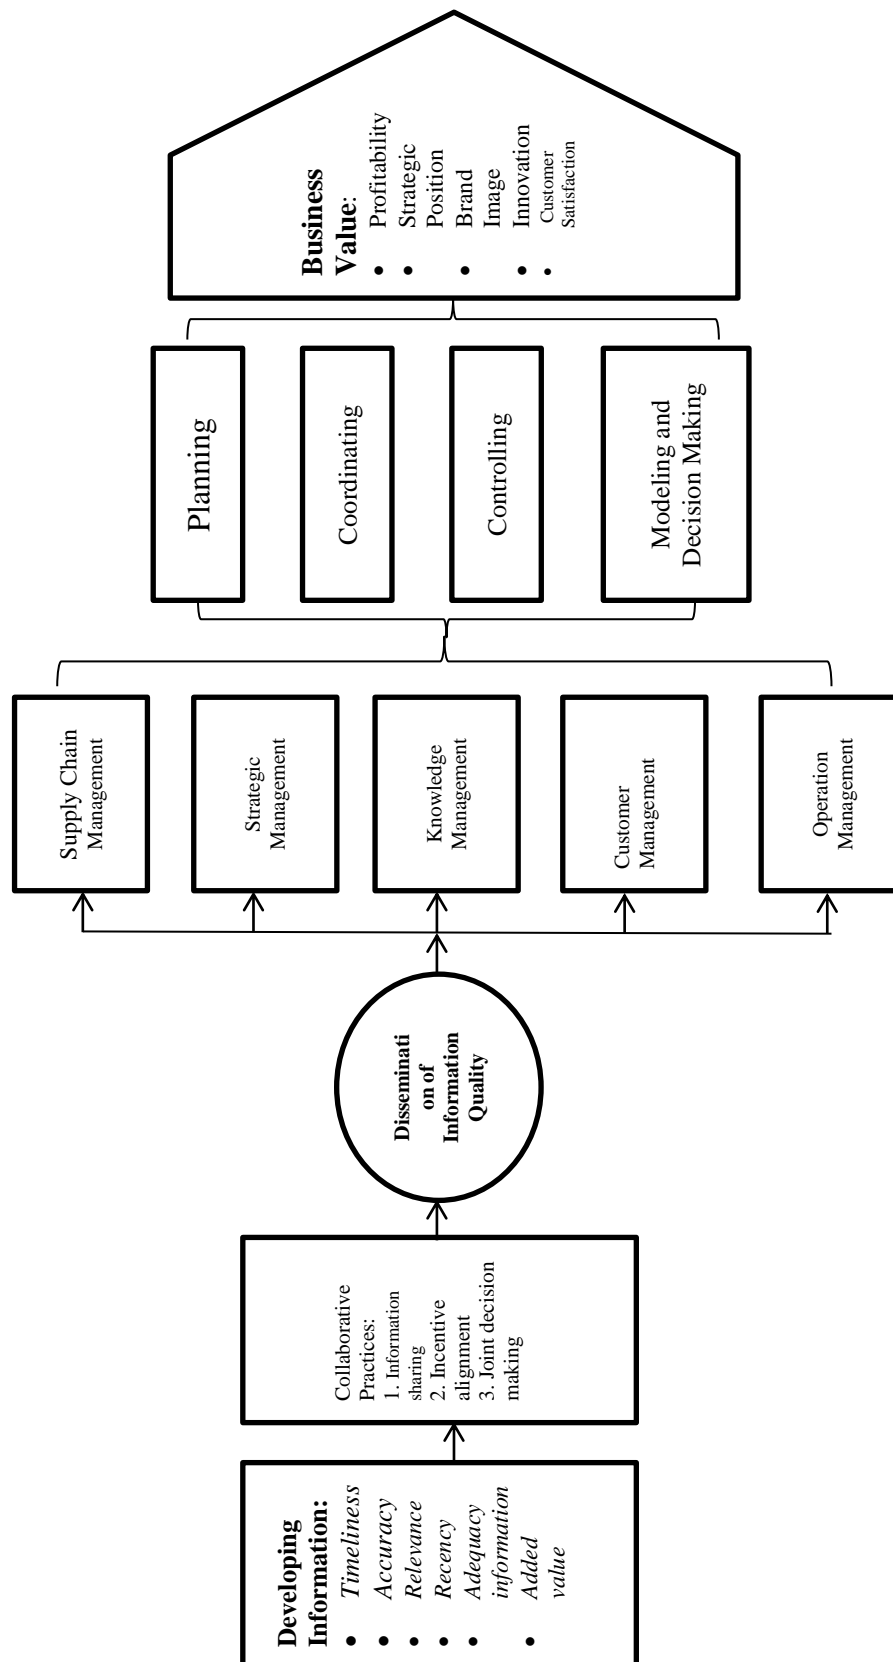 Developing
Information:
• Timeliness
• Accuracy
• Relevance
• Recency
• Adequacy
information
• Added
value
Collaborative
Practices:
1. Information
sharing
2. Incentive
alignment
3. Joint decision
making
Disseminati
on of
Information
Quality
Supply Chain
Management
Strategic
Management
Knowledge
Management
Customer
Management
Operation
Management
Planning
Coordinating
Controlling
Modeling and
Decision Making
Business
Value:
• Profitability
• Strategic
Position
• Brand
Image
• Innovation
• Customer
Satisfaction